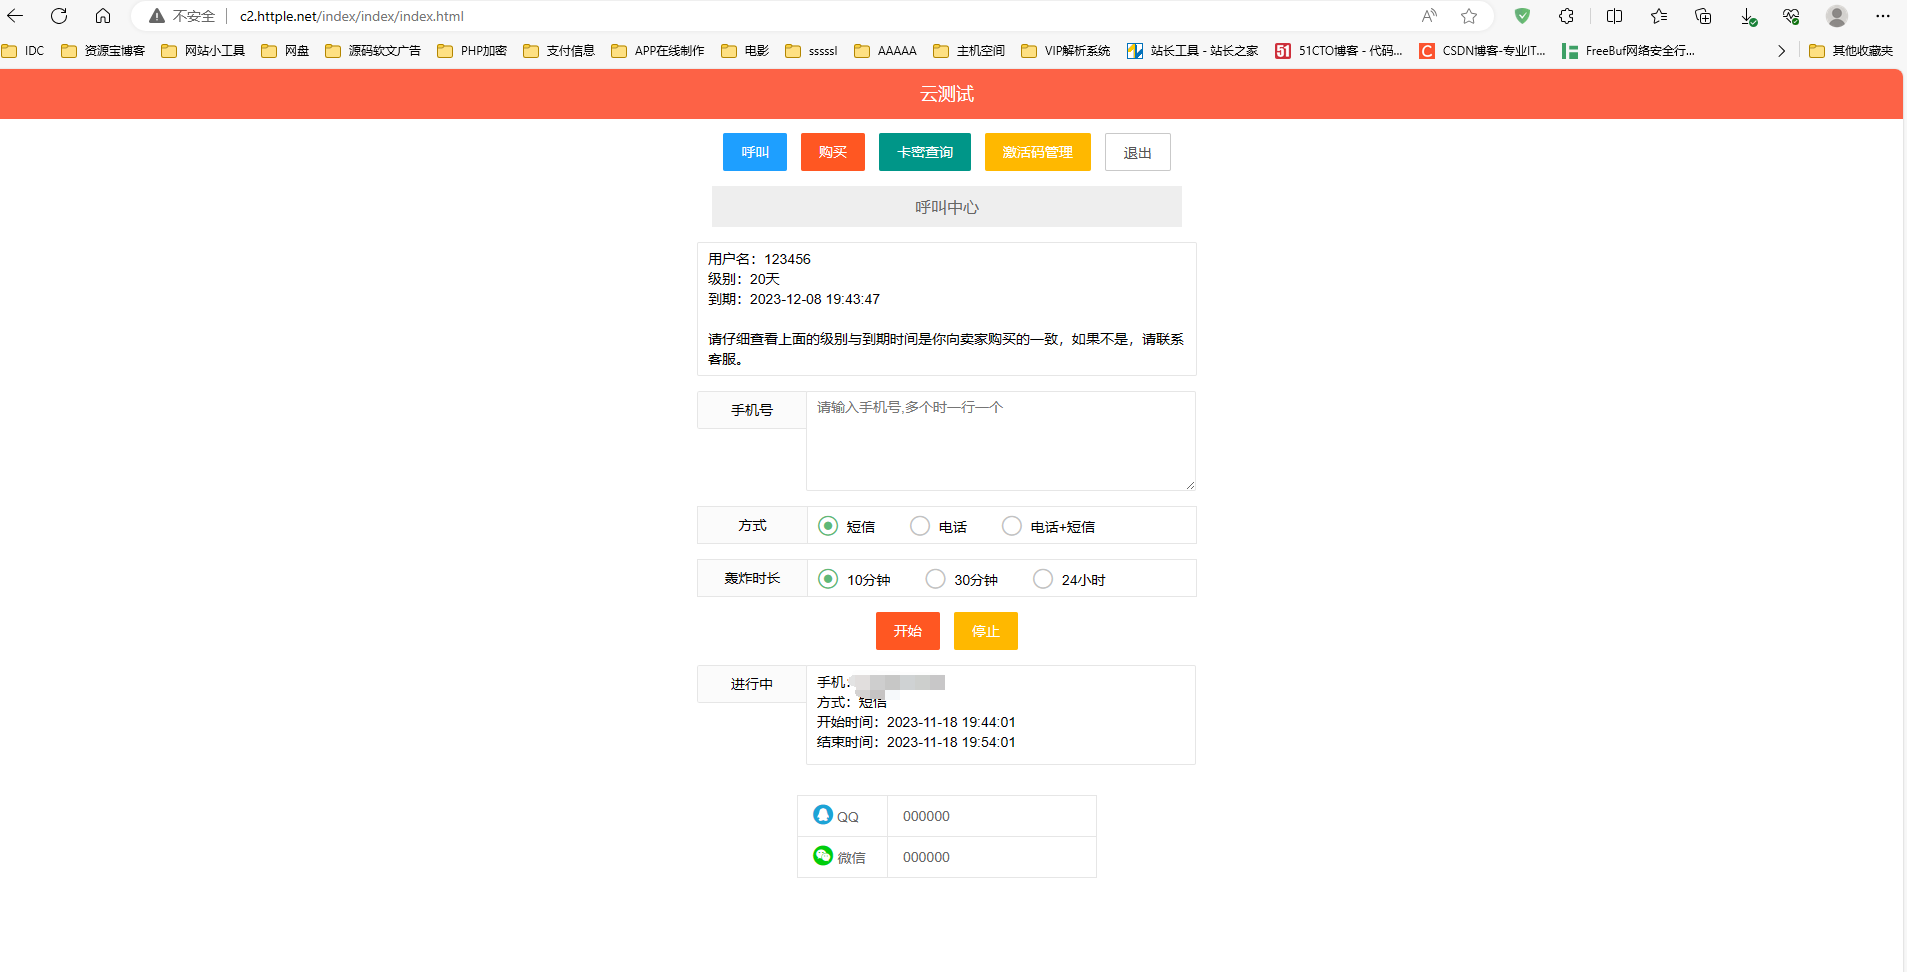 不安全 c2.httple.net/index/index/index.html
IDC 资源宝博客 网站小工具 网盘 源码软文广告 PHP加密 支付信息 APP在线制作 电影 sssssl AAAAA 主机空间 VIP解析系统 站长工具 - 站长之家 51CTO博客 - 代码... CSDN博客-专业IT... FreeBuf网络安全行... 其他收藏夹
云测试
呼叫 购买 卡密查询 激活码管理 退出
呼叫中心
用户名：123456
级别：20天
到期：2023-12-08 19:43:47
请仔细查看上面的级别与到期时间是你向卖家购买的一致，如果不是，请联系
客服。
手机号 请输入手机号,多个时一行一个
方式 短信 电话 电话+短信
轰炸时长 10分钟 30分钟 24小时
开始 停止
进行中 手机：
方式：短信
开始时间：2023-11-18 19:44:01
结束时间：2023-11-18 19:54:01
QQ 000000
微信 000000